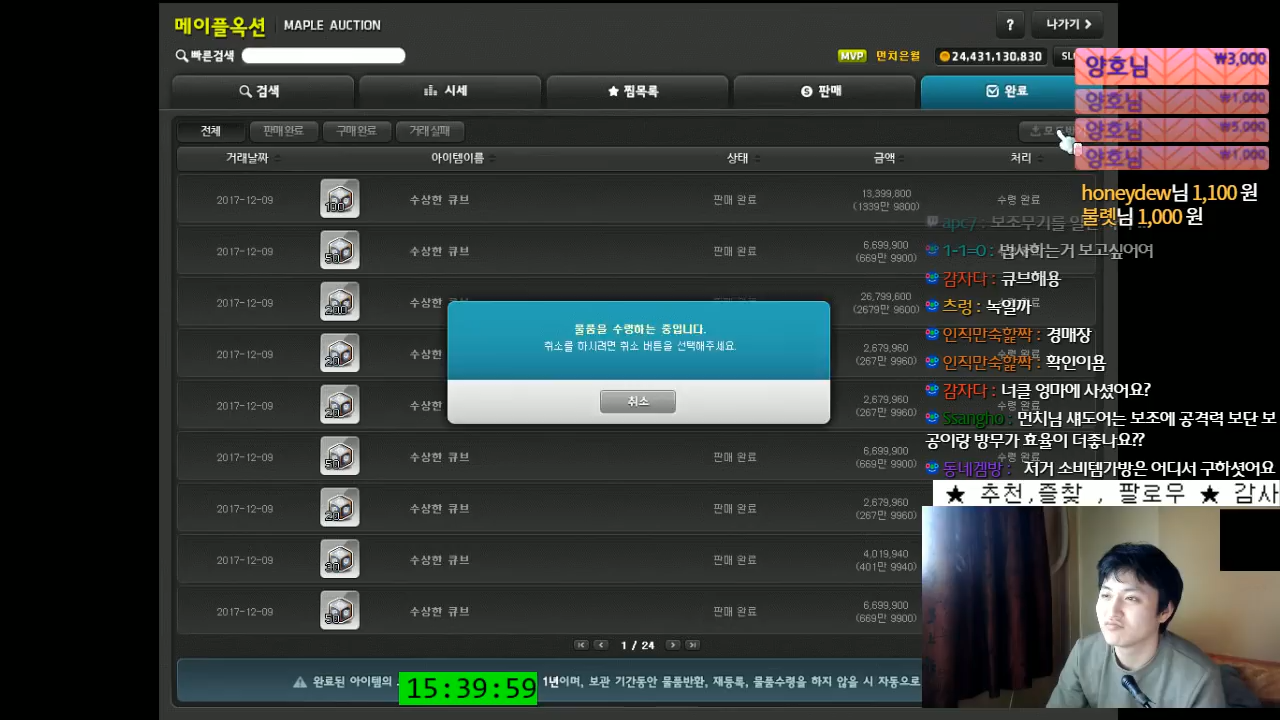 메이플옥션 MAPLE AUCTION
? 나가기 >
빠른검색
MVP 먼치은월 24,431,130,830
검색 시세 찜목록 판매 완료
양호님 ₩3,000
양호님 ₩1,000
양호님 ₩5,000
양호님 ₩1,000
전체 판매완료 구매완료 거래실패
거래날짜 아이템이름 상태 금액 처리
honeydew님 1,100 원
불렛님 1,000 원
2017-12-09 100 수상한 큐브 판매 완료 13,399,800 수령 완료
(1339만 9800)
2017-12-09 50 수상한 큐브 판매 완료 6,699,900
(669만 9900)
2017-12-09 200 수상한 큐브 26,799,600
(2679만 9600)
2017-12-09 20 수상한 2,679,960
(267만 9960)
2017-12-09 20 수상한 2,679,960 수령 완료
(267만 9960)
2017-12-09 50 수상한 큐브 판매 완료 6,699,900 수령 완료
(669만 9900)
2017-12-09 20 수상한 큐브 판매 완료 2,679,960
(267만 9960)
2017-12-09 30 수상한 큐브 판매 완료 4,019,940
(401만 9940)
2017-12-09 50 수상한 큐브 판매 완료 6,699,900
(669만 9900)
물품을 수령하는 중입니다.
취소를 하시려면 취소 버튼을 선택해주세요.
취소
apc7 : 보조무기를
1-1=0 : 법사하는거 보고싶어여
감자다 : 큐브해용
츠렁 : 녹일까
인직만숙핥짝 : 경매장
인직만숙핥짝 : 확인이욤
감자다 : 너클 엉마에 사셨어요?
Ssangho : 먼치님 섀도어는 보조에 공격력 보단 보
공이랑 방무가 효율이 더좋나요??
동네겜방 : 저거 소비템가방은 어디서 구하셧어요
★ 추천,즐찾 , 팔로우 ★ 감사
1 / 24
완료된 아이템의
15:39:59
1년이며, 보관 기간동안 물품반환, 재등록, 물품수령을 하지 않을 시 자동으로